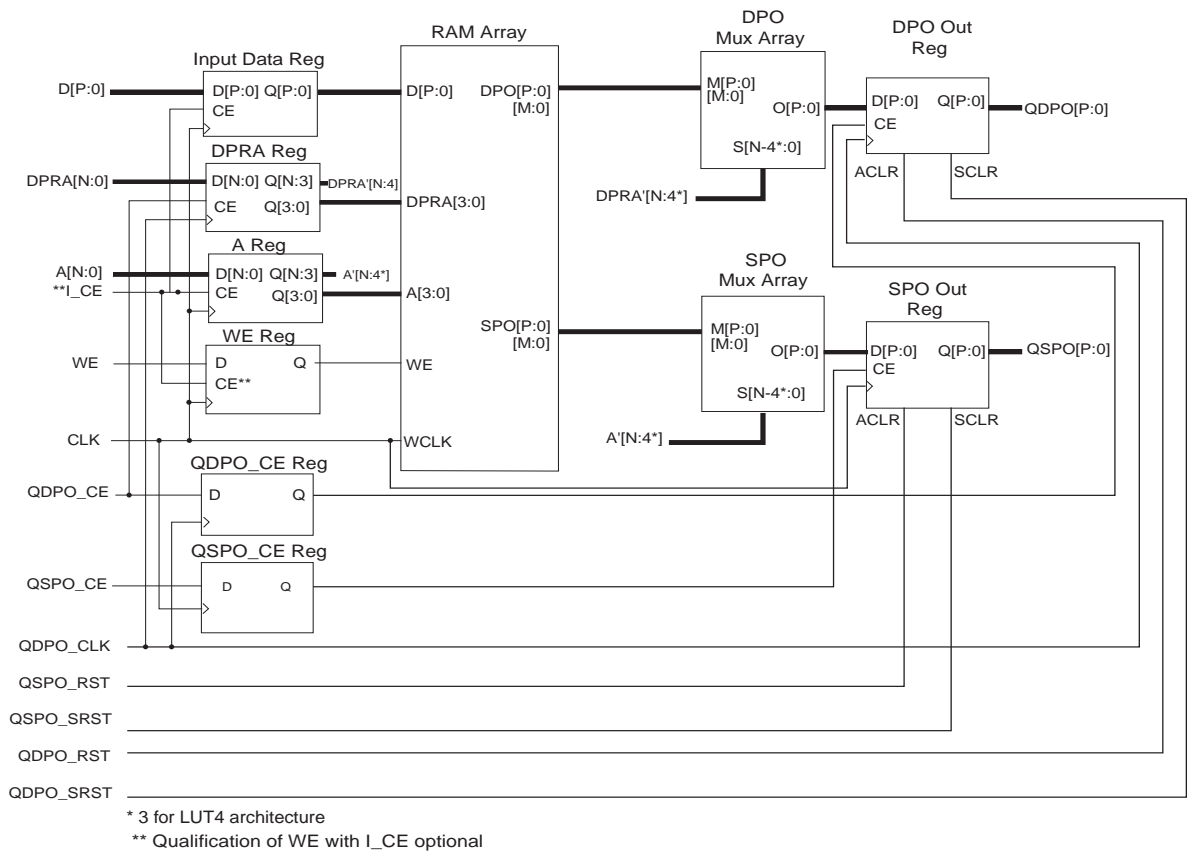 RAM Array
DPO
Mux Array
DPO Out
Reg
Input Data Reg
D[P:0]
D[P:0] Q[P:0]
CE
D[P:0]
DPO[P:0]
[M:0]
M[P:0]
[M:0]
O[P:0]
S[N-4*:0]
D[P:0] Q[P:0]
CE
QDPO[P:0]
ACLR
SCLR
DPRA Reg
DPRA[N:0]
D[N:0] Q[N:3]
CE
Q[3:0]
DPRA'[N:4]
DPRA[3:0]
DPRA'[N:4*]
A Reg
A[N:0]
**I_CE
D[N:0] Q[N:3]
CE
Q[3:0]
A'[N:4*]
A[3:0]
SPO
Mux Array
SPO Out
Reg
SPO[P:0]
[M:0]
M[P:0]
[M:0]
O[P:0]
S[N-4*:0]
D[P:0] Q[P:0]
CE
QSPO[P:0]
ACLR
SCLR
WE Reg
WE
D
Q
CE**
WE
CLK
WCLK
A'[N:4*]
QDPO_CE Reg
QDPO_CE
D
Q
QSPO_CE Reg
QSPO_CE
D
Q
QDPO_CLK
QSPO_RST
QSPO_SRST
QDPO_RST
QDPO_SRST
* 3 for LUT4 architecture
** Qualification of WE with I_CE optional